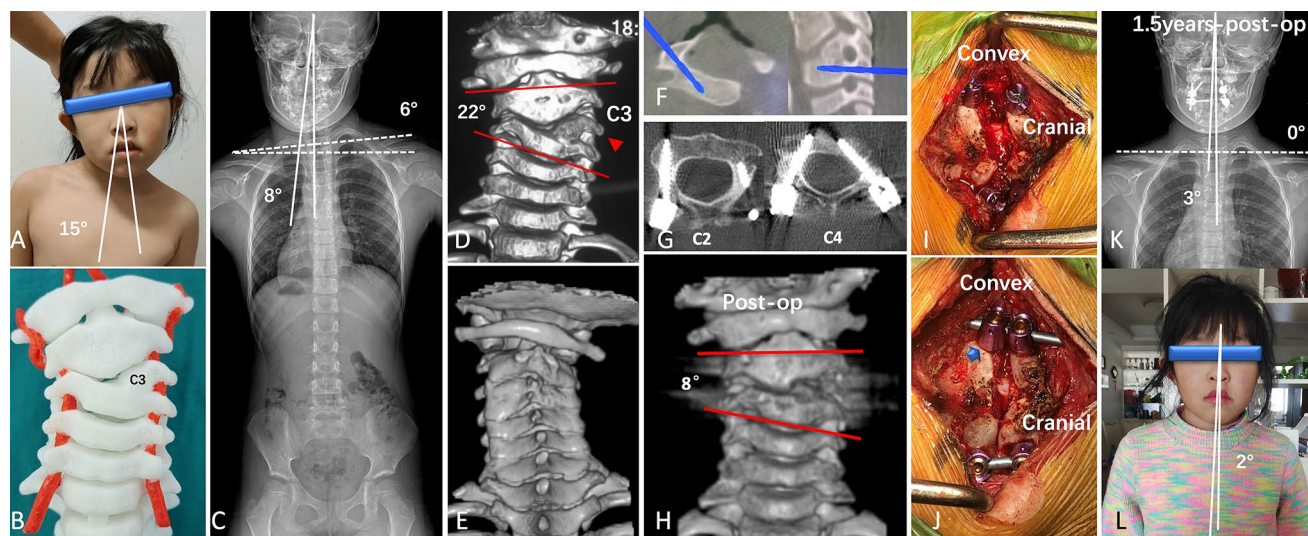 A
15°
B
C3
C
6°
8°
D
18:
22°
C3
E
F
G
C2
C4
H
Post-op
8°
I
Convex
Cranial
J
Convex
Cranial
K
1.5years-post-op
0°
3°
L
2°